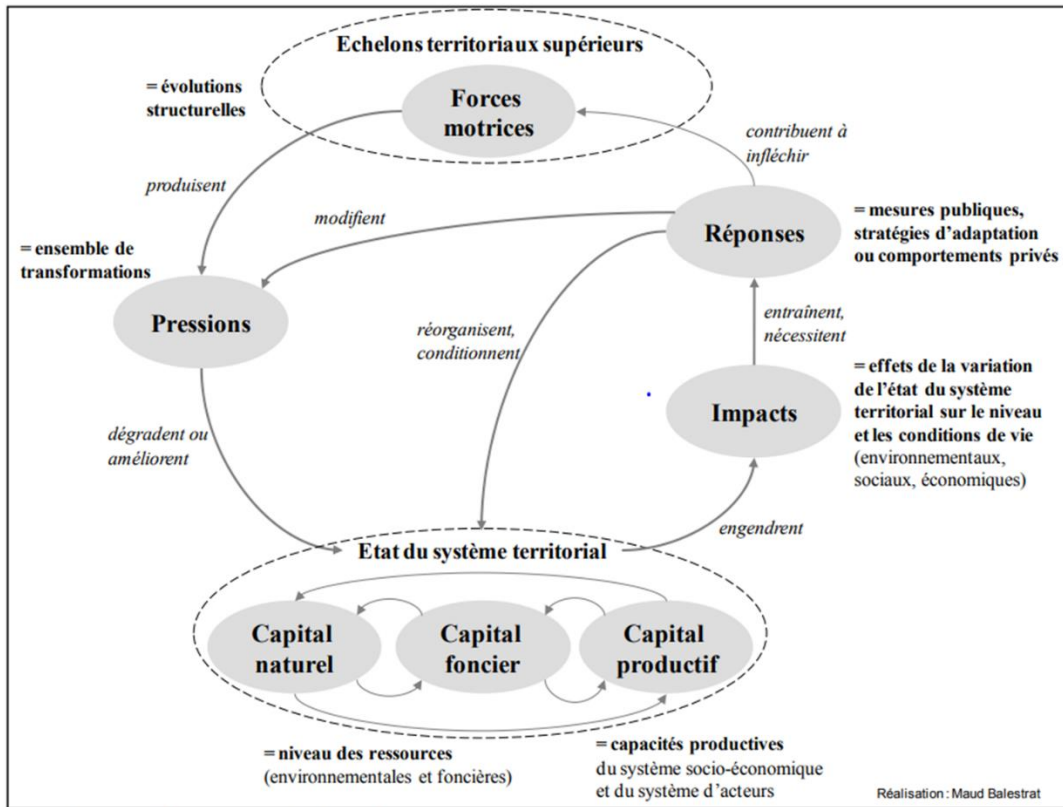 Echelons territoriaux supérieurs
= évolutions
structurelles
Forces
motrices
contribuent à
infléchir
produisent
modifient
Réponses
= mesures publiques,
stratégies d'adaptation
ou comportements privés
= ensemble de
transformations
Pressions
réorganisent,
conditionnent
entraînent,
nécessitent
Impacts
= effets de la variation
de l'état du système
territorial sur le niveau
et les conditions de vie
(environnementaux,
sociaux, économiques)
dégradent ou
améliorent
engendrent
Etat du système territorial
Capital
naturel
Capital
foncier
Capital
productif
= niveau des ressources
(environnementales et foncières)
= capacités productives
du système socio-économique
et du système d'acteurs
Réalisation : Maud Balestrat